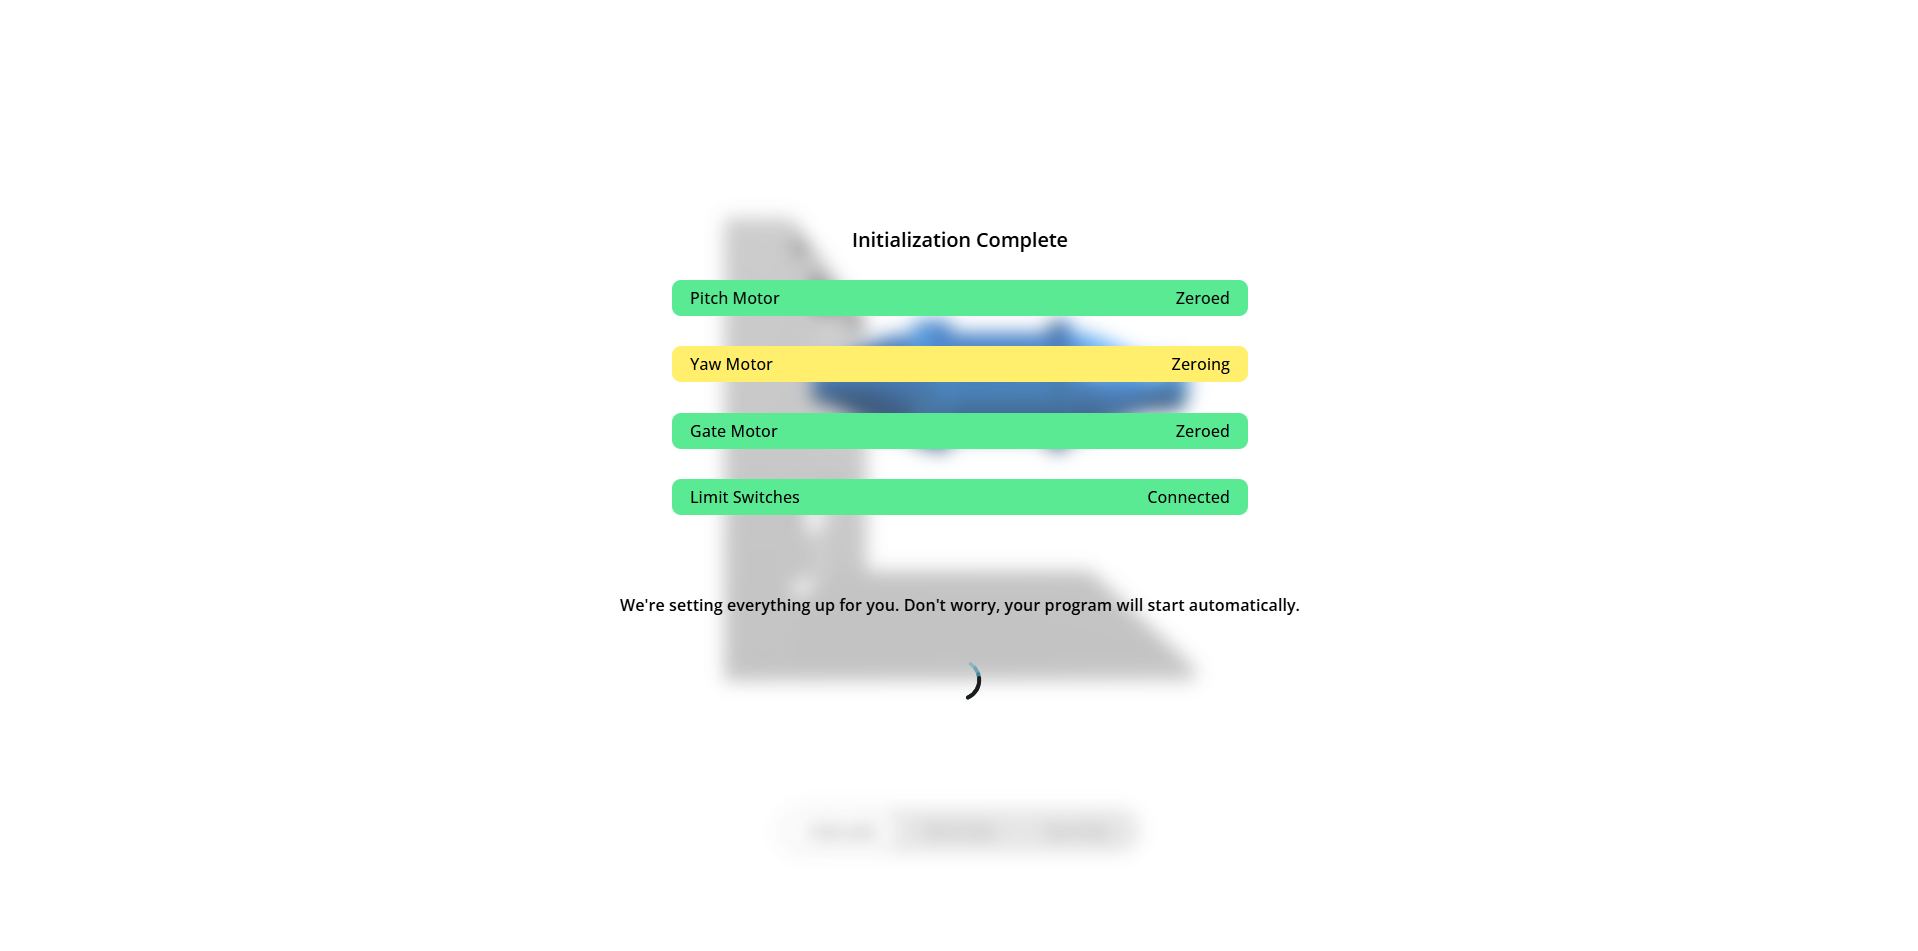 Initialization Complete
Pitch Motor Zeroed
Yaw Motor Zeroing
Gate Motor Zeroed
Limit Switches Connected
We're setting everything up for you. Don't worry, your program will start automatically.